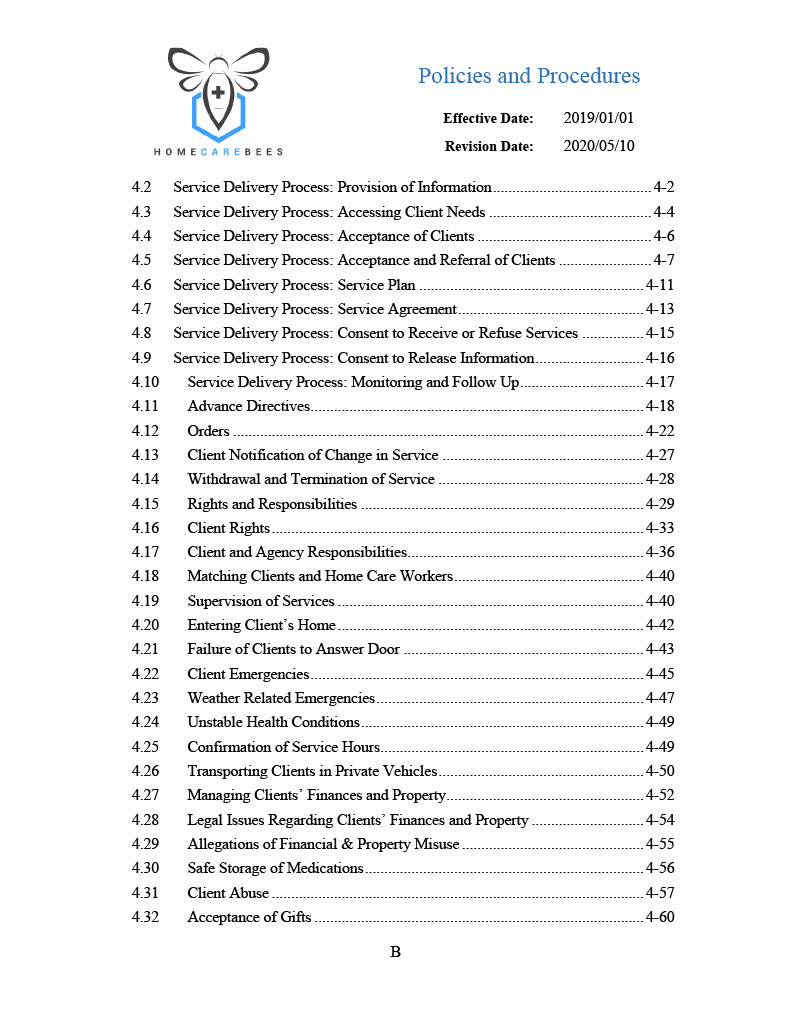 Policies and Procedures
Effective Date: 2019/01/01
Revision Date: 2020/05/10
HOMECAREBEES
4.2 Service Delivery Process: Provision of Information 4-2
4.3 Service Delivery Process: Accessing Client Needs 4-4
4.4 Service Delivery Process: Acceptance of Clients 4-6
4.5 Service Delivery Process: Acceptance and Referral of Clients 4-7
4.6 Service Delivery Process: Service Plan 4-11
4.7 Service Delivery Process: Service Agreement 4-13
4.8 Service Delivery Process: Consent to Receive or Refuse Services 4-15
4.9 Service Delivery Process: Consent to Release Information 4-16
4.10 Service Delivery Process: Monitoring and Follow Up 4-17
4.11 Advance Directives 4-18
4.12 Orders 4-22
4.13 Client Notification of Change in Service 4-27
4.14 Withdrawal and Termination of Service 4-28
4.15 Rights and Responsibilities 4-29
4.16 Client Rights 4-33
4.17 Client and Agency Responsibilities 4-36
4.18 Matching Clients and Home Care Workers 4-40
4.19 Supervision of Services 4-40
4.20 Entering Client’s Home 4-42
4.21 Failure of Clients to Answer Door 4-43
4.22 Client Emergencies 4-45
4.23 Weather Related Emergencies 4-47
4.24 Unstable Health Conditions 4-49
4.25 Confirmation of Service Hours 4-49
4.26 Transporting Clients in Private Vehicles 4-50
4.27 Managing Clients’ Finances and Property 4-52
4.28 Legal Issues Regarding Clients’ Finances and Property 4-54
4.29 Allegations of Financial & Property Misuse 4-55
4.30 Safe Storage of Medications 4-56
4.31 Client Abuse 4-57
4.32 Acceptance of Gifts 4-60
B